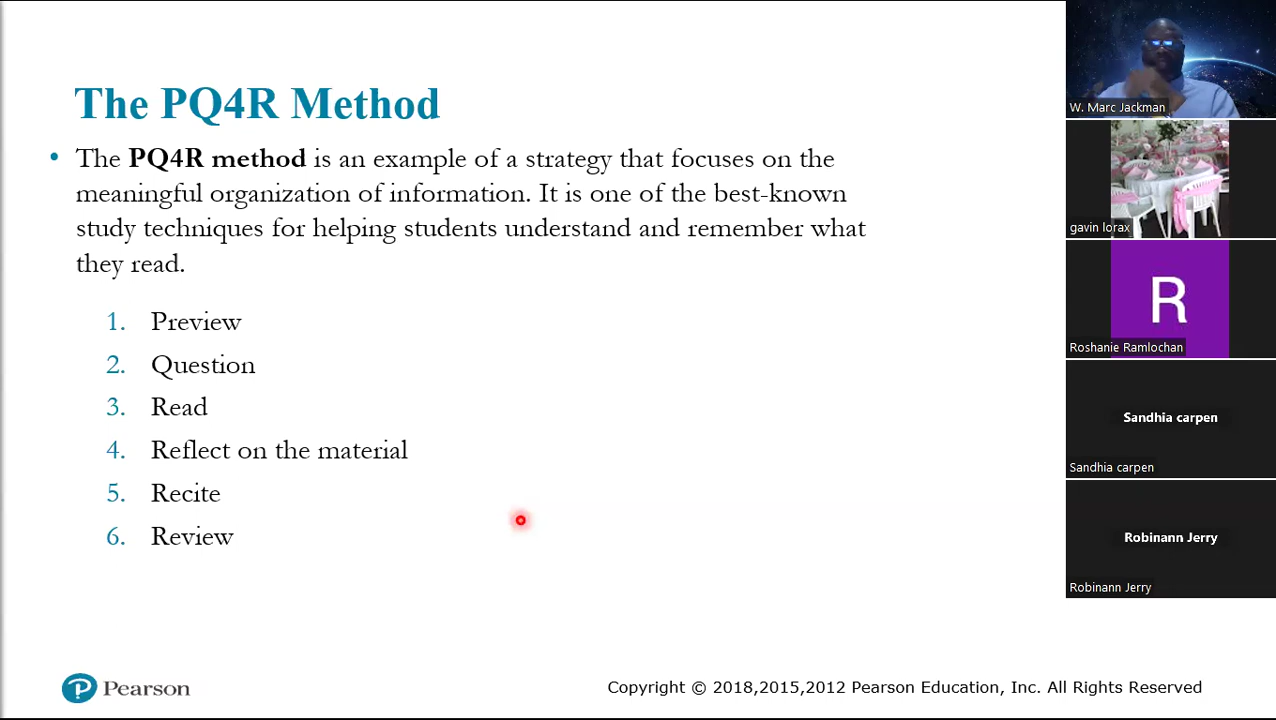 The PQ4R Method
• The PQ4R method is an example of a strategy that focuses on the
meaningful organization of information. It is one of the best-known
study techniques for helping students understand and remember what
they read.
1. Preview
2. Question
3. Read
4. Reflect on the material
5. Recite
6. Review
Pearson
Copyright © 2018,2015,2012 Pearson Education, Inc. All Rights Reserved
W. Marc Jackman
gavin lorax
R
Roshanie Ramlochan
Sandhia carpen
Sandhia carpen
Robinann Jerry
Robinann Jerry